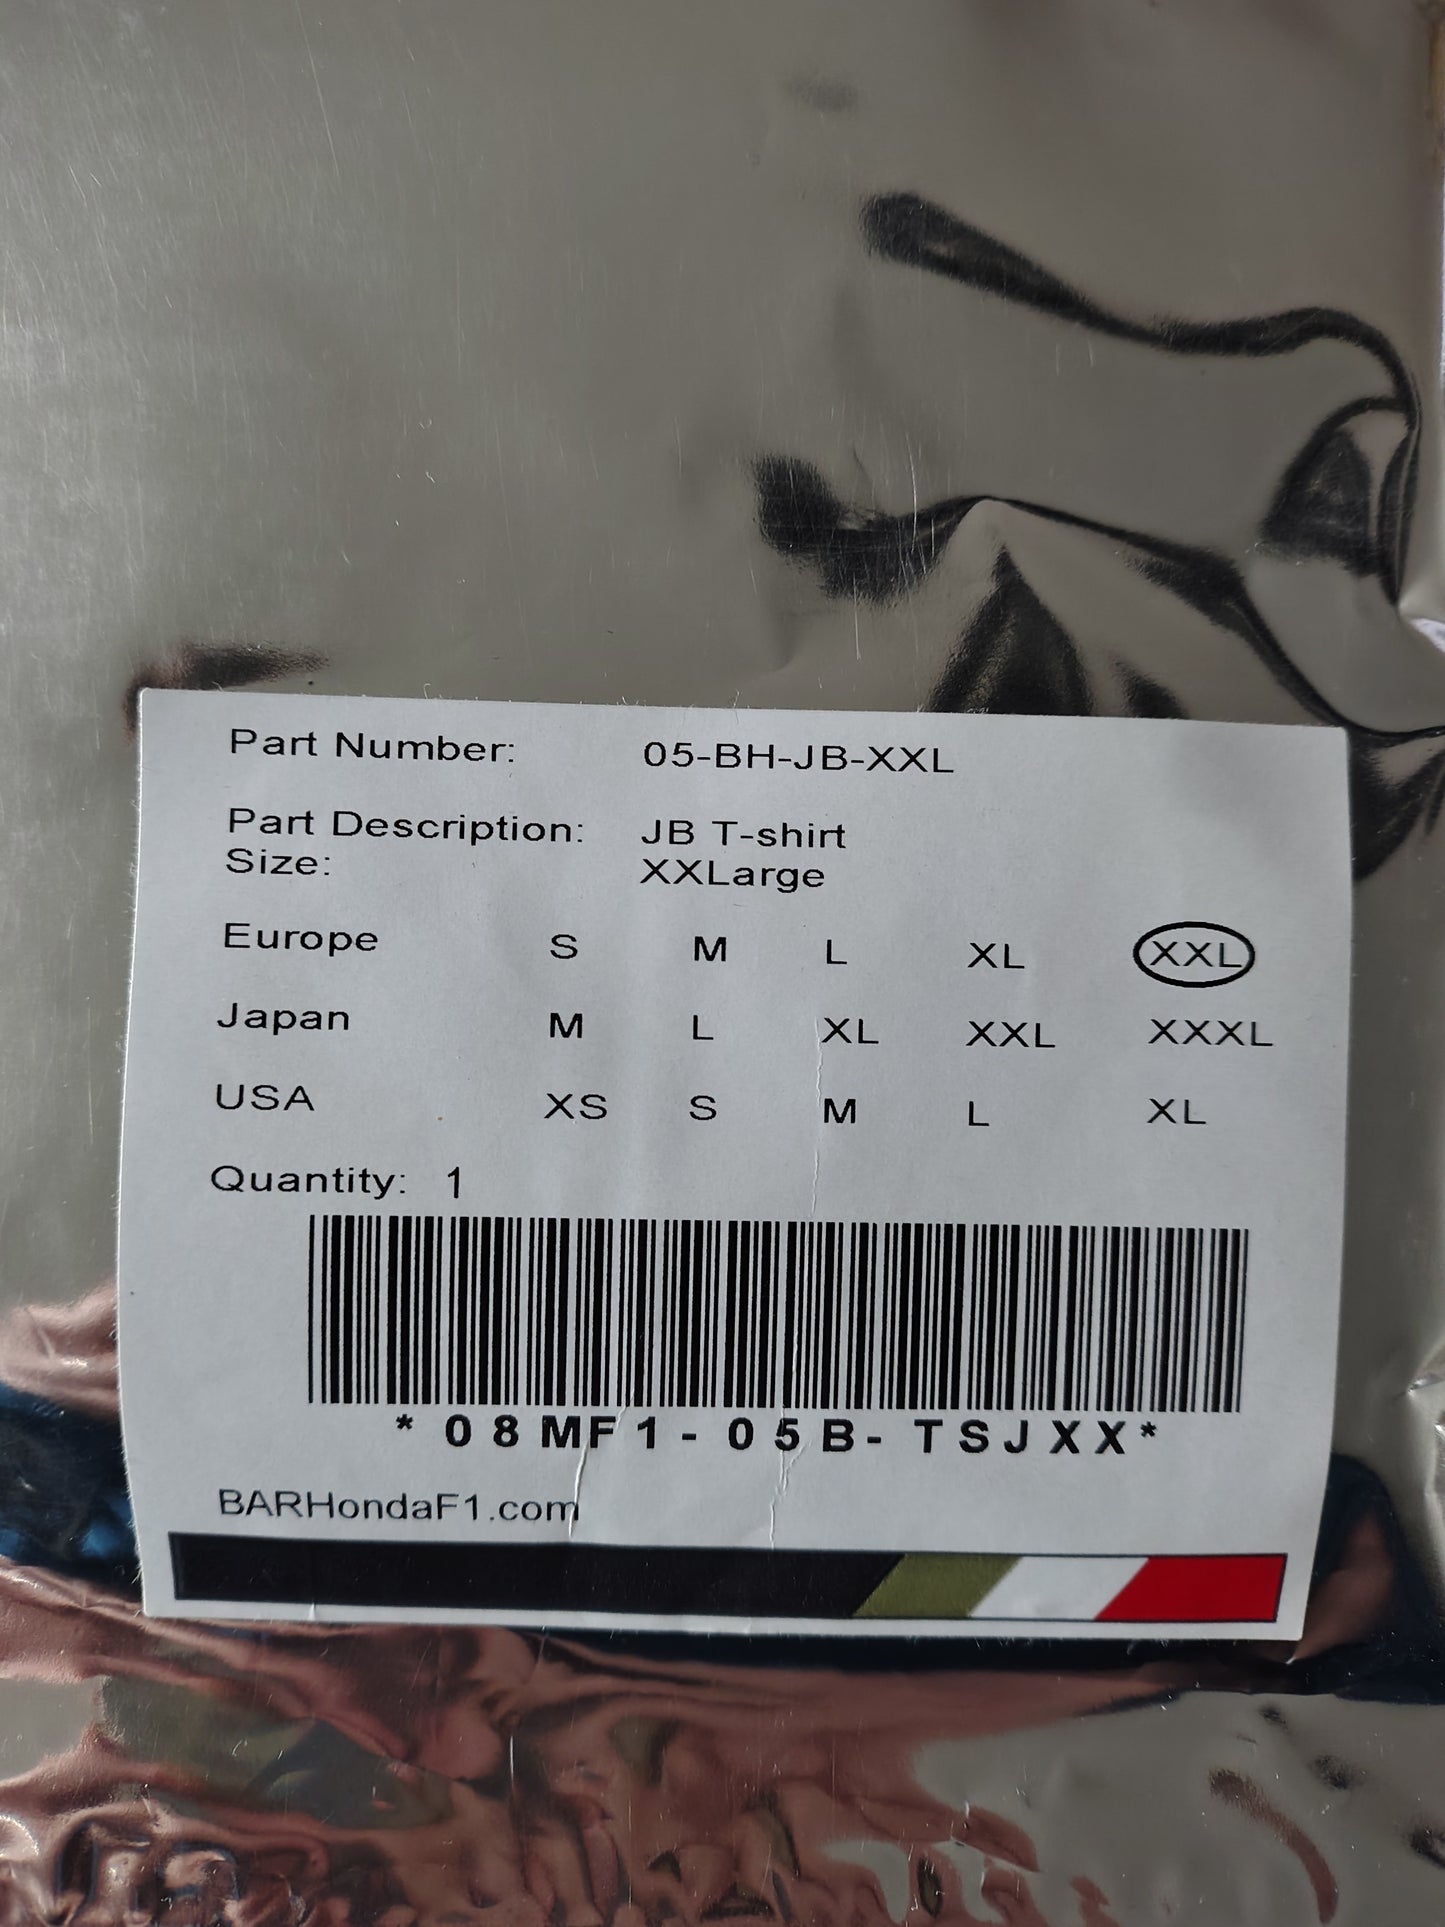 Part Number: 05-BH-JB-XXL
Part Description: JB T-shirt
Size: XXLarge
Europe S M L XL XXL
Japan M L XL XXL XXXL
USA XS S M L XL
Quantity: 1
*08MF1-05B-TSJXX*
BARHondaF1.com